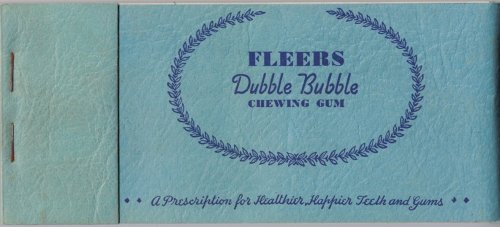 FLEERS
Dubble Bubble
CHEWING GUM
A Prescription for Healthier, Happier Teeth and Gums